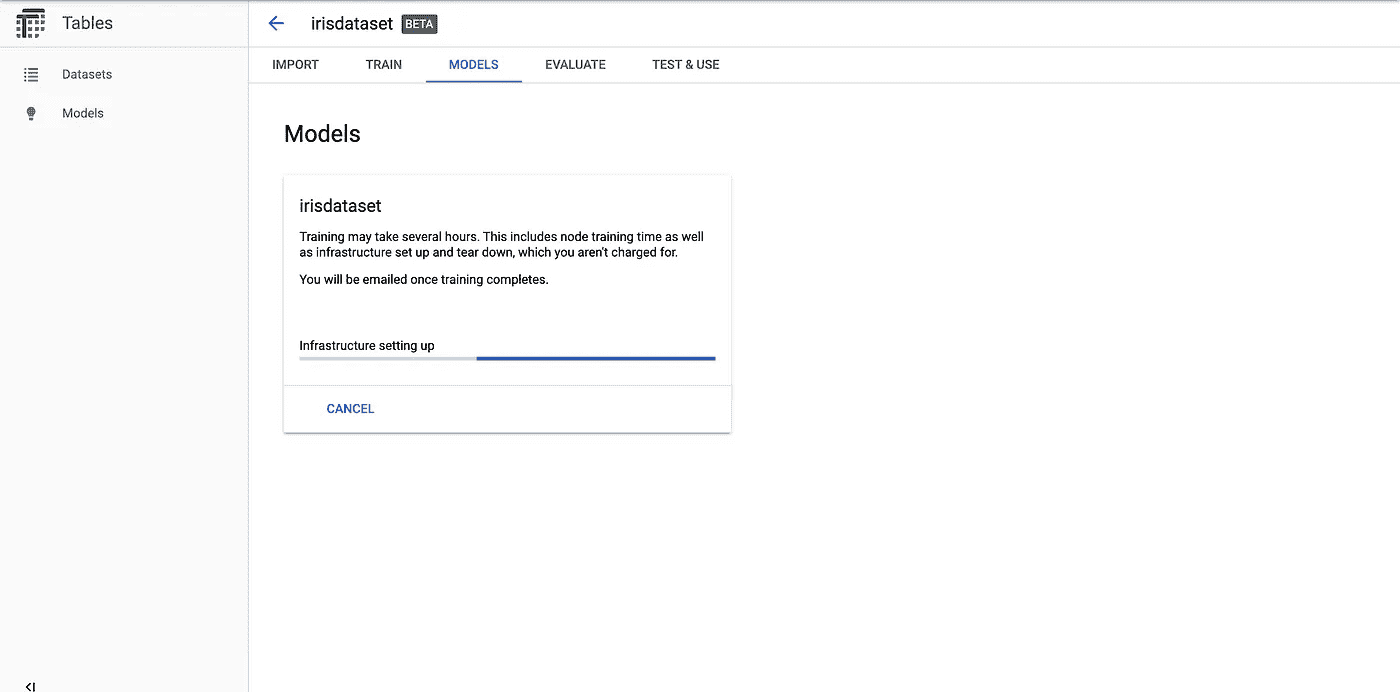 Tables
irisdataset BETA
IMPORT TRAIN MODELS EVALUATE TEST & USE
Datasets
Models
Models
irisdataset
Training may take several hours. This includes node training time as well
as infrastructure set up and tear down, which you aren't charged for.
You will be emailed once training completes.
Infrastructure setting up
CANCEL